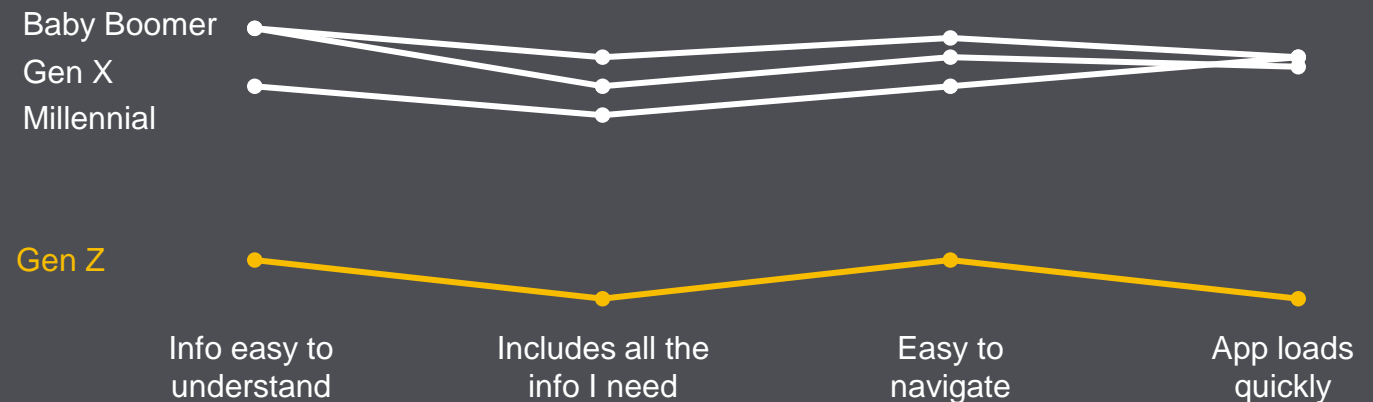 Baby Boomer
Gen X
Millennial
Gen Z
Info easy to
understand
Includes all the
info I need
Easy to
navigate
App loads
quickly